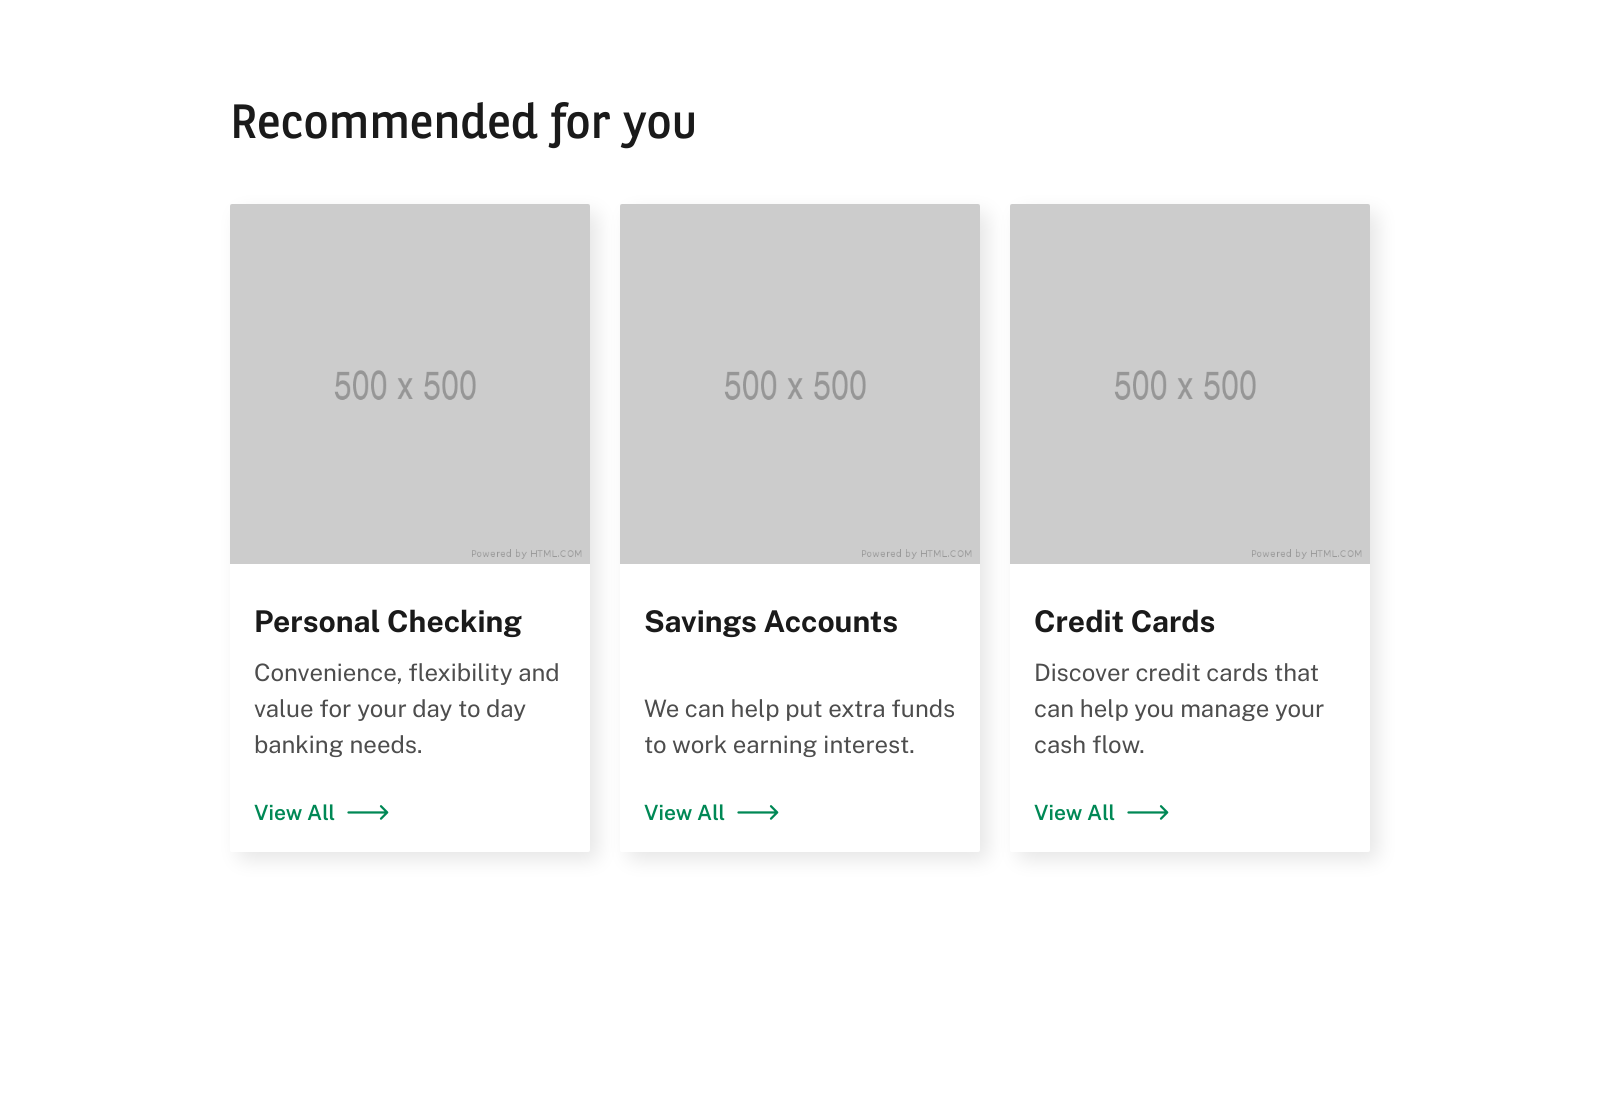 Recommended for you
500 x 500
Powered by HTML.COM
500 x 500
Powered by HTML.COM
500 x 500
Powered by HTML.COM
Personal Checking
Convenience, flexibility and
value for your day to day
banking needs.
View All
Savings Accounts
We can help put extra funds
to work earning interest.
View All
Credit Cards
Discover credit cards that
can help you manage your
cash flow.
View All